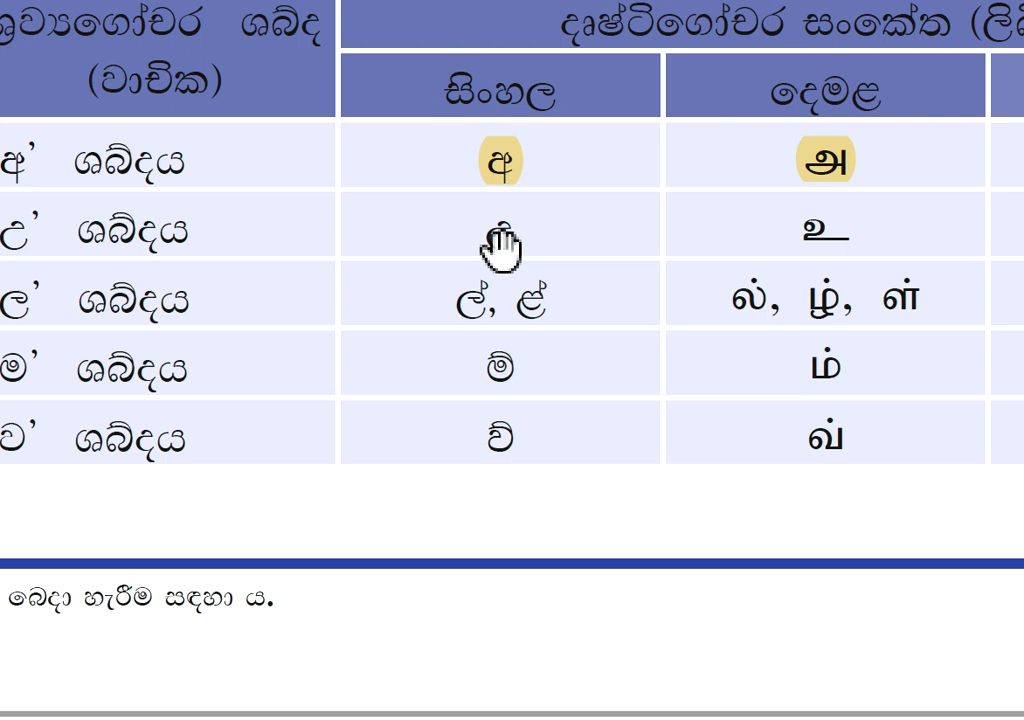 ශ්‍රව්‍යගෝචර ශබ්ද දෘෂ්ටිගෝචර සංකේත
(වාචික) සිංහල දෙමළ
අ’ ශබ්දය අ அ
උ’ ශබ්දය உ
ල’ ශබ්දය ල්, ළ් ல், ழ், ள்
ම’ ශබ්දය ම් ம்
ව’ ශබ්දය ව් வ்
බෙදා හැරීම සඳහා ය.